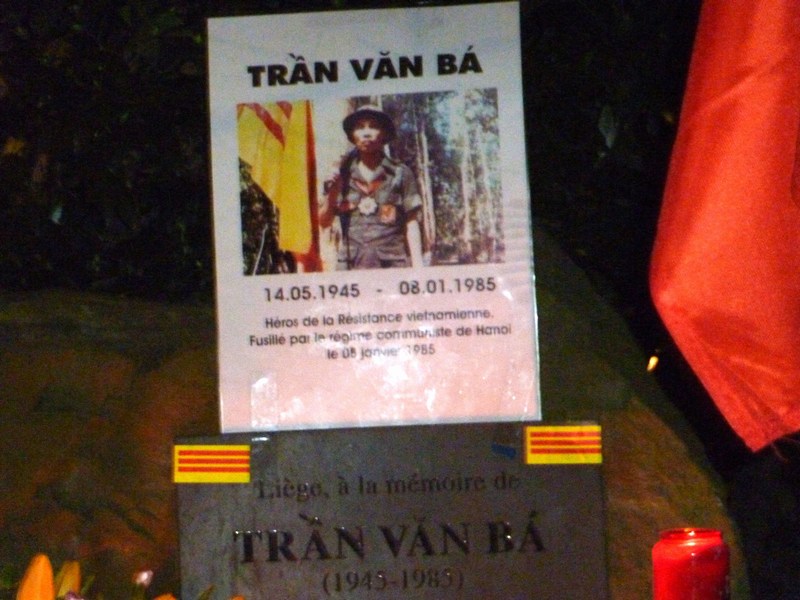 TRẦN VĂN BÁ
14.05.1945 - 08.01.1985
Héros de la Résistance vietnamienne.
Fusillé par le régime communiste de Hanoi
le 08 janvier 1985
Liège, à la mémoire de
TRẦN VĂN BÁ
(1945-1985)